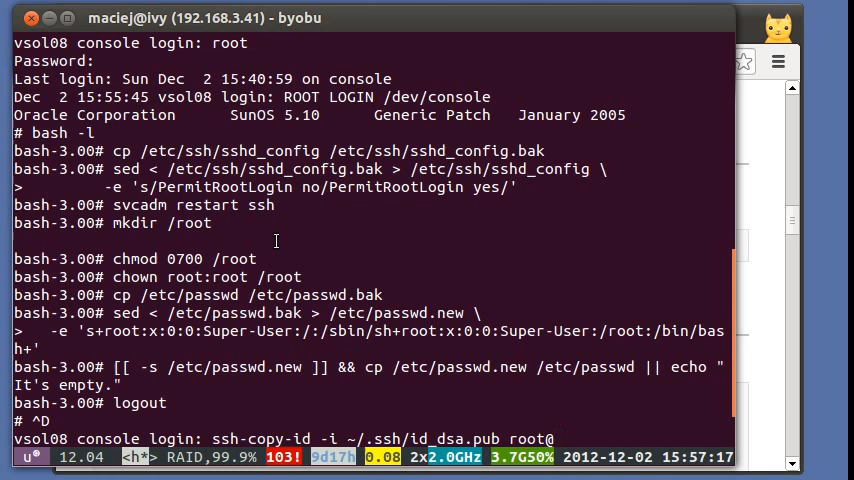 maciej@ivy (192.168.3.41) - byobu
vsol08 console login: root
Password:
Last login: Sun Dec  2 15:40:59 on console
Dec  2 15:55:45 vsol08 login: ROOT LOGIN /dev/console
Oracle Corporation      SunOS 5.10      Generic Patch   January 2005
# bash -l
bash-3.00# cp /etc/ssh/sshd_config /etc/ssh/sshd_config.bak
bash-3.00# sed < /etc/ssh/sshd_config.bak > /etc/ssh/sshd_config \
>         -e 's/PermitRootLogin no/PermitRootLogin yes/'
bash-3.00# svcadm restart ssh
bash-3.00# mkdir /root
bash-3.00# chmod 0700 /root
bash-3.00# chown root:root /root
bash-3.00# cp /etc/passwd /etc/passwd.bak
bash-3.00# sed < /etc/passwd.bak > /etc/passwd.new \
>   -e 's+root:x:0:0:Super-User:/:/sbin/sh+root:x:0:0:Super-User:/root:/bin/bas
h+'
bash-3.00# [[ -s /etc/passwd.new ]] && cp /etc/passwd.new /etc/passwd || echo "
It's empty."
bash-3.00# logout
# ^D
vsol08 console login: ssh-copy-id -i ~/.ssh/id_dsa.pub root@
u@  12.04  <h*> RAID,99.9% 103! 9d17h 0.08 2x2.0GHz 3.7G50% 2012-12-02 15:57:17